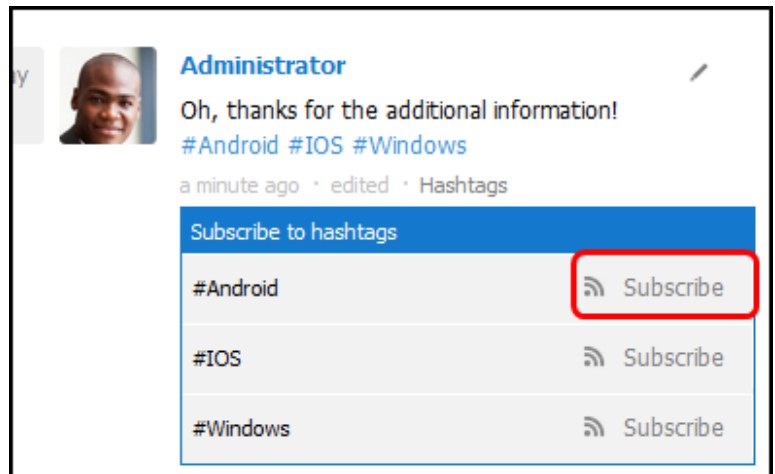 Administrator
Oh, thanks for the additional information!
#Android #IOS #Windows
a minute ago · edited · Hashtags
Subscribe to hashtags
#Android Subscribe
#IOS Subscribe
#Windows Subscribe